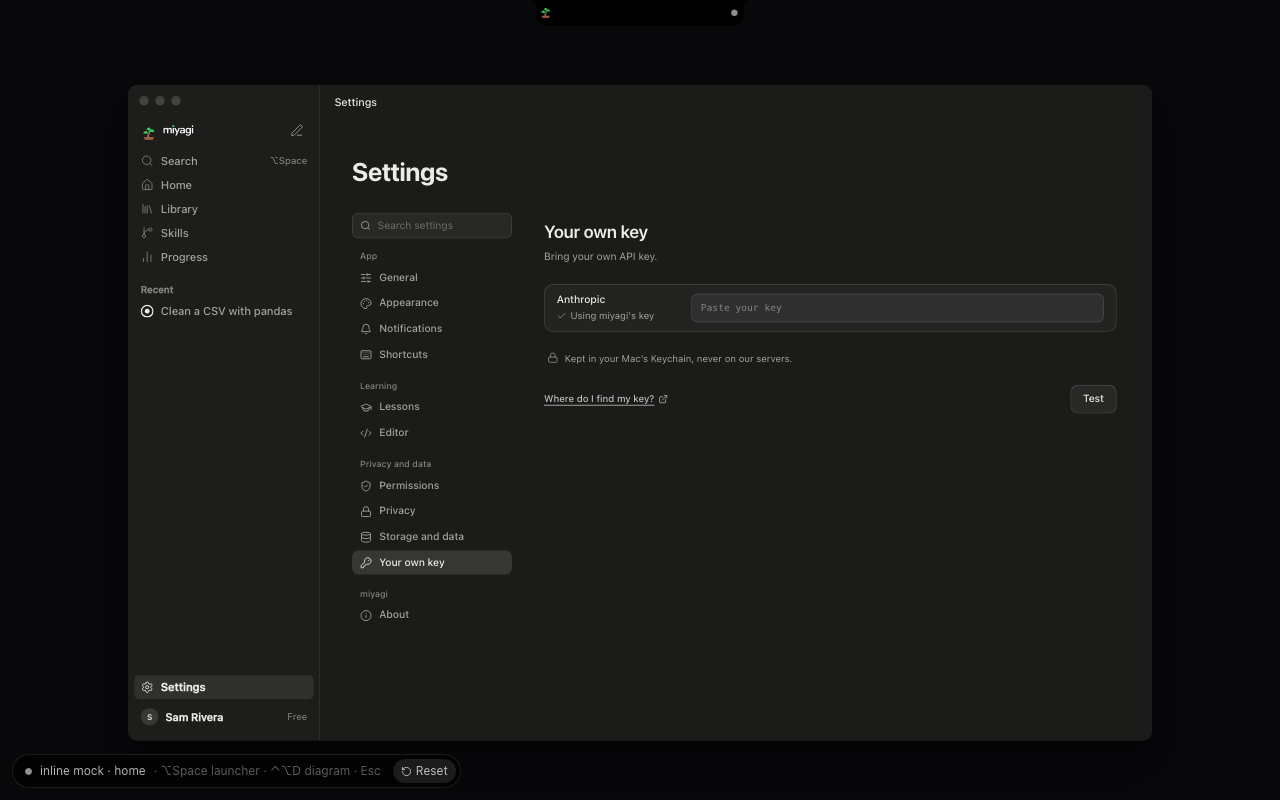 Settings
miyagi
Search ⌥Space
Home
Library
Skills
Progress
Recent
Clean a CSV with pandas
Settings
S Sam Rivera Free
Settings
Search settings
App
General
Appearance
Notifications
Shortcuts
Learning
Lessons
Editor
Privacy and data
Permissions
Privacy
Storage and data
Your own key
miyagi
About
Your own key
Bring your own API key.
Anthropic
Using miyagi's key
Paste your key
Kept in your Mac's Keychain, never on our servers.
Where do I find my key?
Test
inline mock · home · ⌥Space launcher · ⌃⌥D diagram · Esc Reset